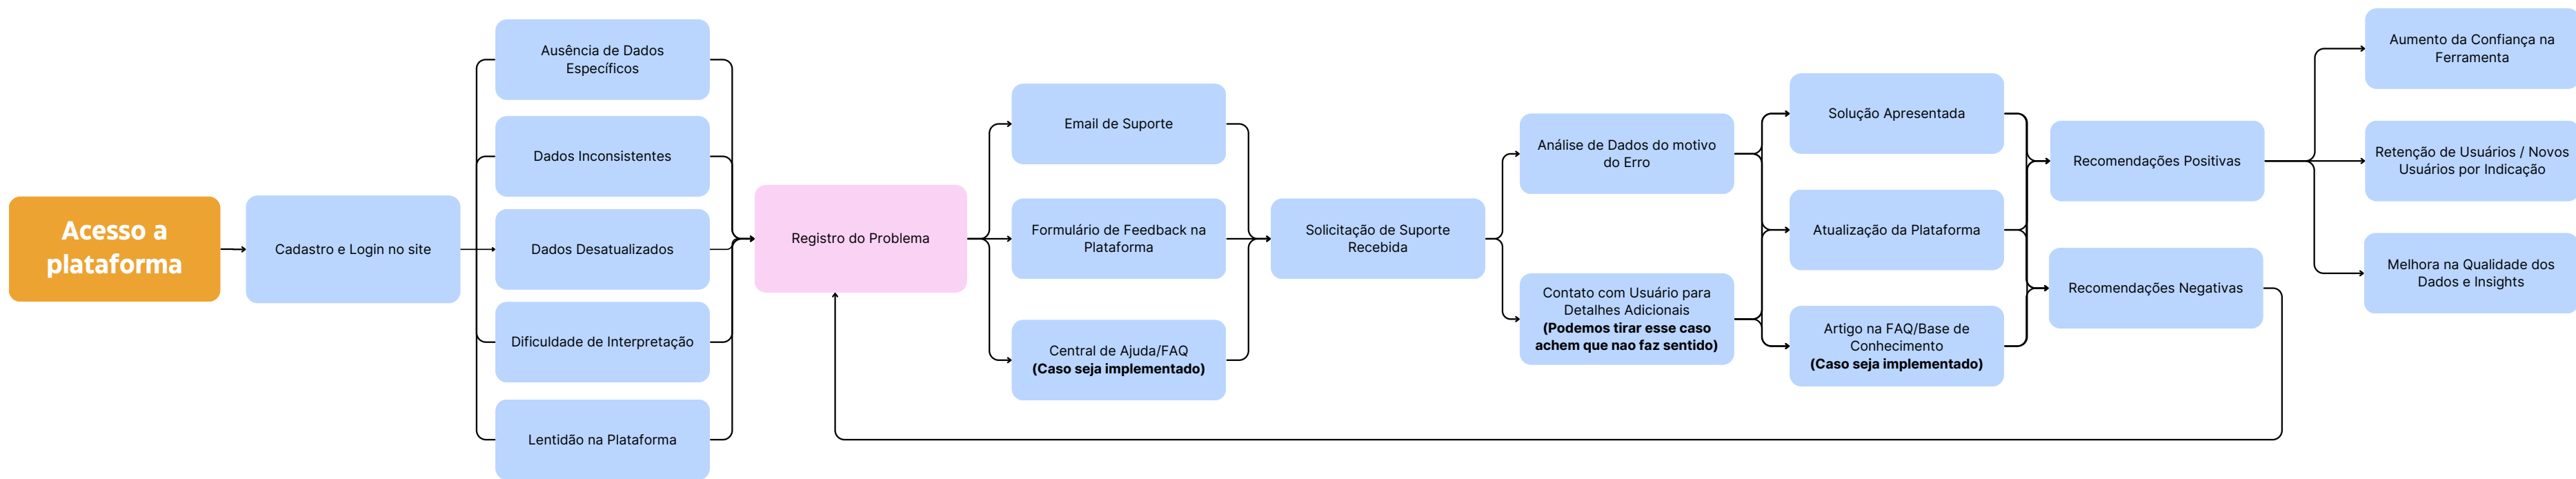 Acesso a
plataforma
Cadastro e Login no site
Ausência de Dados
Específicos
Dados Inconsistentes
Dados Desatualizados
Dificuldade de Interpretação
Lentidão na Plataforma
Registro do Problema
Email de Suporte
Formulário de Feedback na
Plataforma
Central de Ajuda/FAQ
(Caso seja implementado)
Solicitação de Suporte
Recebida
Análise de Dados do motivo
do Erro
Contato com Usuário para
Detalhes Adicionais
(Podemos tirar esse caso
achem que nao faz sentido)
Solução Apresentada
Atualização da Plataforma
Artigo na FAQ/Base de
Conhecimento
(Caso seja implementado)
Recomendações Positivas
Recomendações Negativas
Aumento da Confiança na
Ferramenta
Retenção de Usuários / Novos
Usuários por Indicação
Melhora na Qualidade dos
Dados e Insights